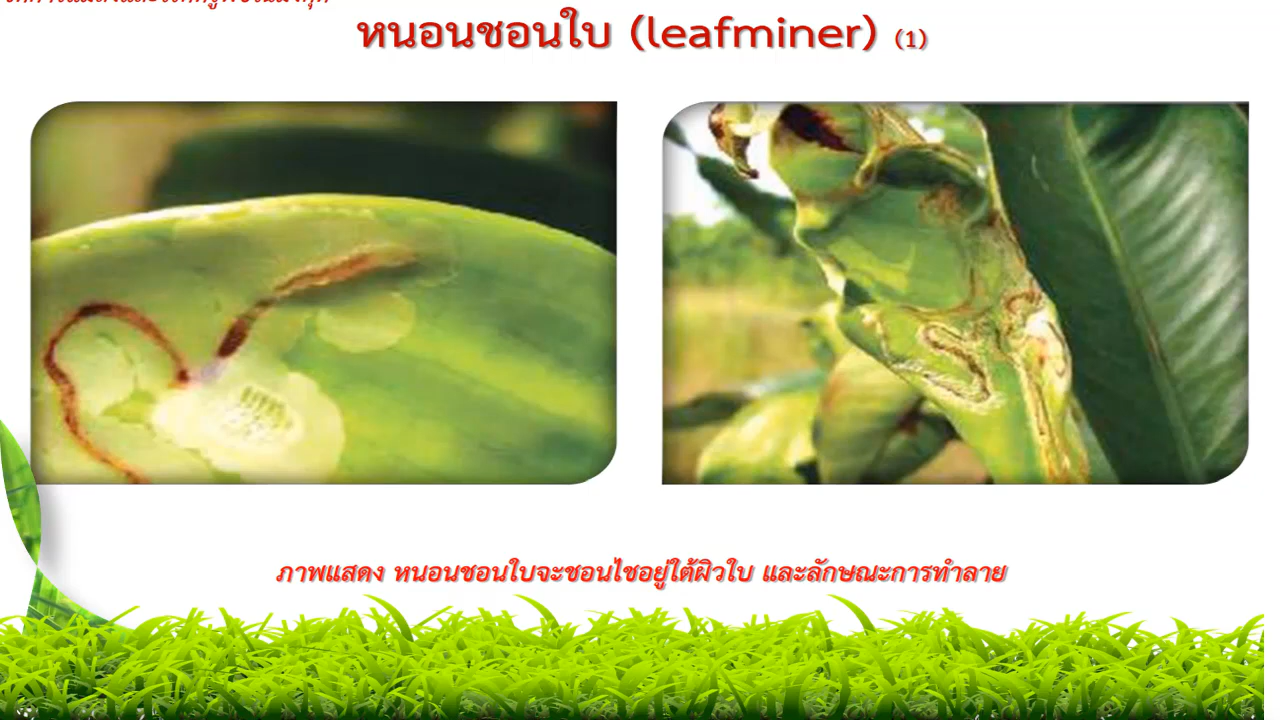 หนอนชอนใบ (leafminer) (1)
ภาพแสดง หนอนชอนใบจะชอนไชอยู่ใต้ผิวใบ และลักษณะการทำลาย